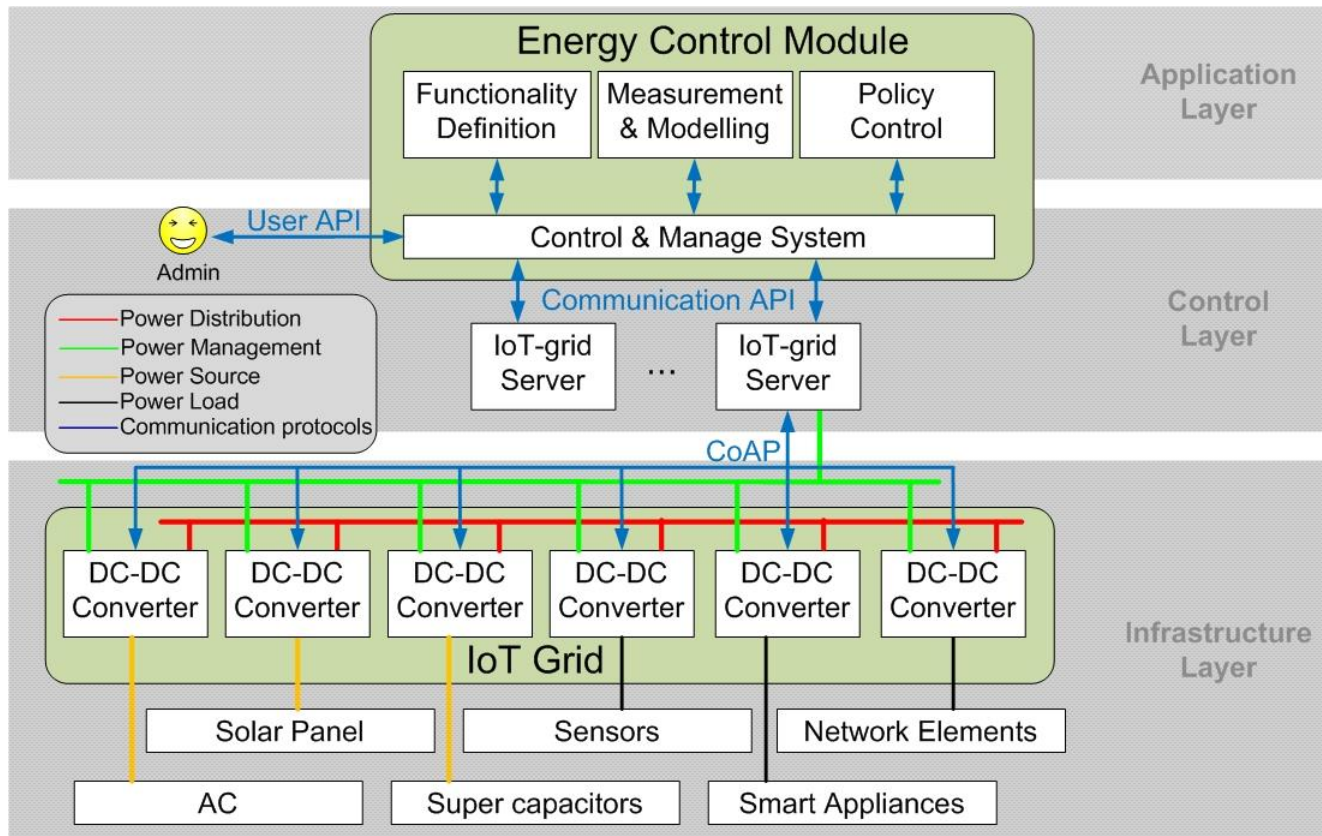 Energy Control Module
Application
Layer
Functionality
Definition
Measurement
& Modelling
Policy
Control
User API
Control & Manage System
Admin
Communication API
Control
Layer
Power Distribution
Power Management
Power Source
Power Load
Communication protocols
IoT-grid
Server
...
IoT-grid
Server
CoAP
DC-DC
Converter
DC-DC
Converter
DC-DC
Converter
DC-DC
Converter
DC-DC
Converter
DC-DC
Converter
IoT Grid
Infrastructure
Layer
Solar Panel
Sensors
Network Elements
AC
Super capacitors
Smart Appliances